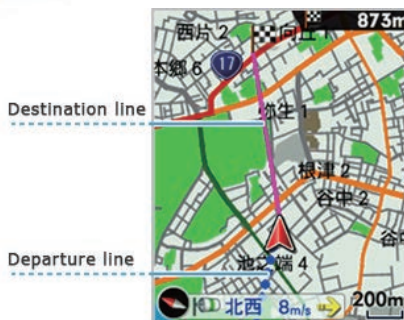 873m
西片 2 向丘 1
17
本郷 6
Destination line
弥生 1
根津 2
谷中 2
Departure line
池之端 4
北西 8m/s
200m